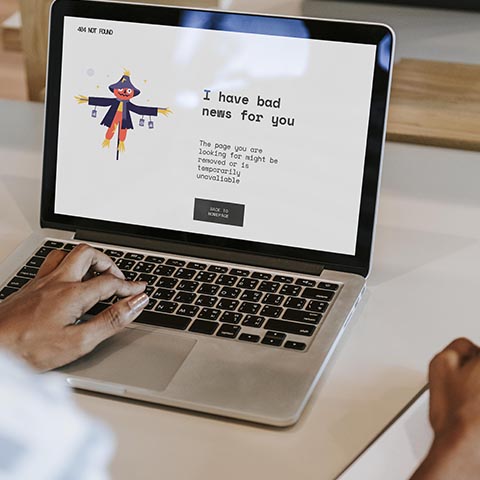 404 NOT FOUND
I have bad
news for you
The page you are
looking for might be
removed or is
temporarily
unavailable
BACK TO
HOMEPAGE